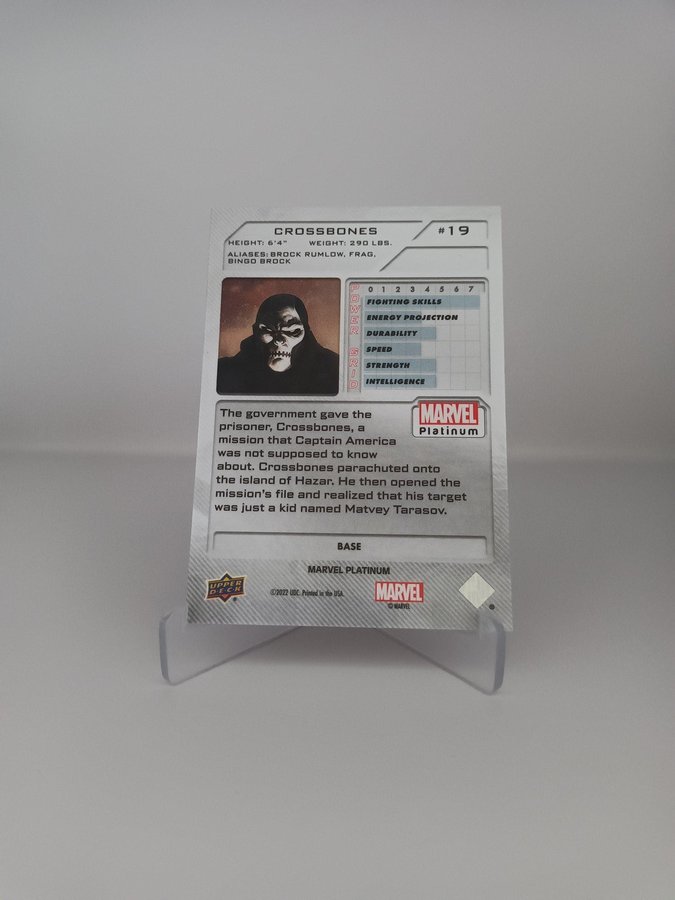 CROSSBONES
#19
HEIGHT: 6'4" WEIGHT: 290 LBS.
ALIASES: BROCK RUMLOW, FRAG,
BINGO BROCK
POWER GRID
0 1 2 3 4 5 6 7
FIGHTING SKILLS
ENERGY PROJECTION
DURABILITY
SPEED
STRENGTH
INTELLIGENCE
MARVEL
Platinum
The government gave the
prisoner, Crossbones, a
mission that Captain America
was not supposed to know
about. Crossbones parachuted onto
the island of Hazar. He then opened the
mission's file and realized that his target
was just a kid named Matvey Tarasov.
BASE
MARVEL PLATINUM
UPPER
DECK
©2022 UDC. Printed in the USA.
MARVEL
© MARVEL